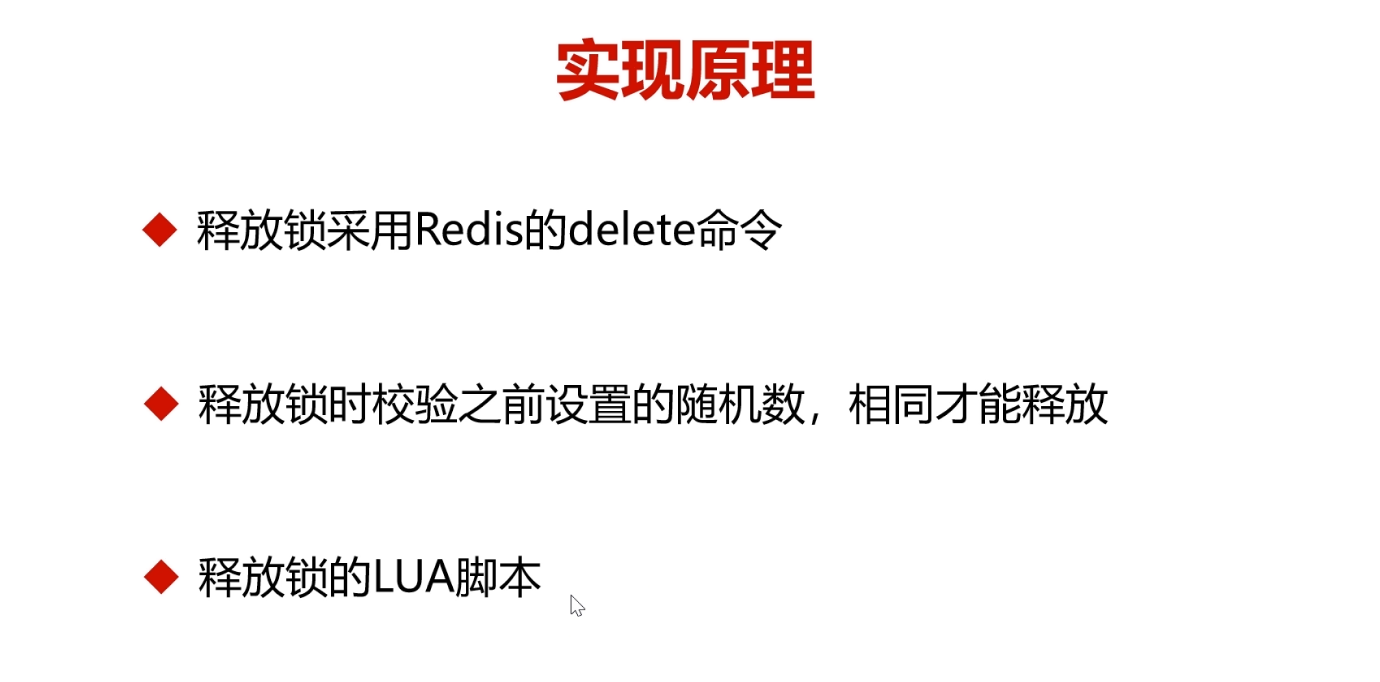 实现原理
释放锁采用Redis的delete命令
释放锁时校验之前设置的随机数，相同才能释放
释放锁的LUA脚本